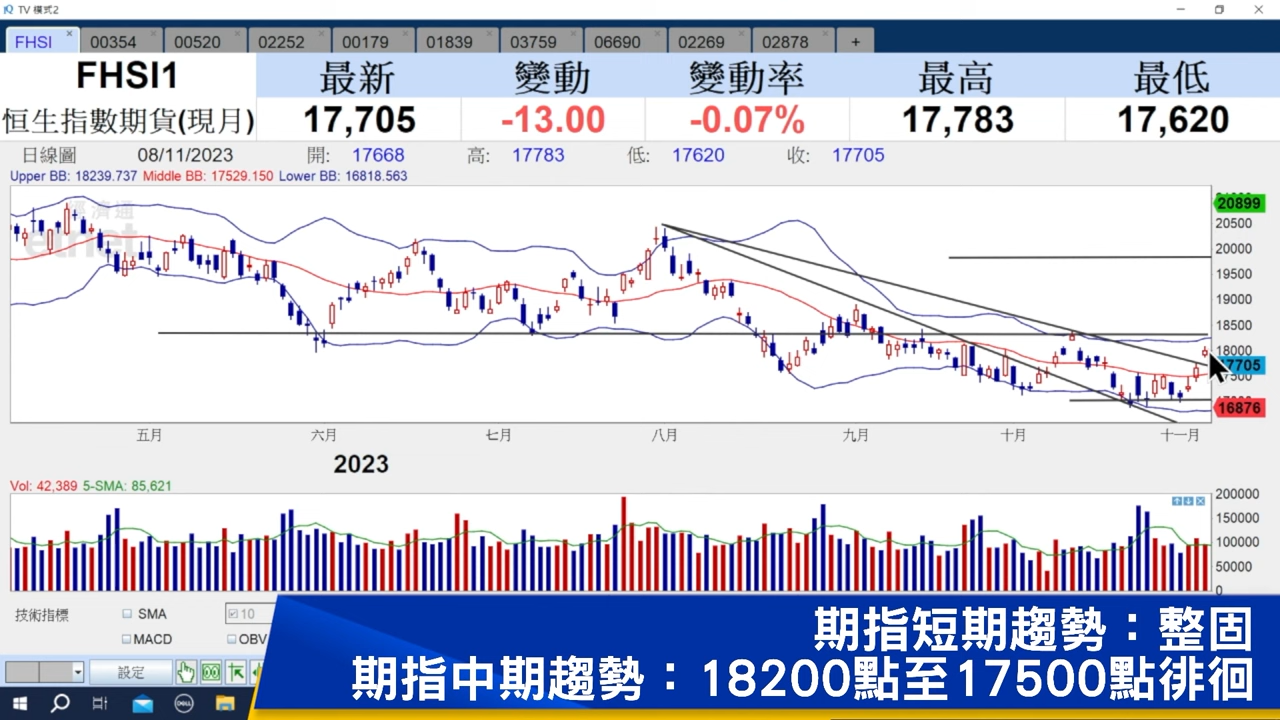 TV 模式2
FHSI 00354 00520 02252 00179 01839 03759 06690 02269 02878 +
FHSI1 最新 變動 變動率 最高 最低
恒生指數期貨(現月) 17,705 -13.00 -0.07% 17,783 17,620
日線圖 08/11/2023 開: 17668 高: 17783 低: 17620 收: 17705
Upper BB: 18239.737 Middle BB: 17529.150 Lower BB: 16818.563
經濟通
etnet
20899
20500
20000
19500
19000
18500
18000
17705
17500
16876
五月 六月 七月 八月 九月 十月 十一月
2023
Vol: 42,389 5-SMA: 85,621
200000
150000
100000
50000
0
技術指標 SMA 10
MACD OBV
設定
期指短期趨勢：整固
期指中期趨勢：18200點至17500點徘徊
DELL